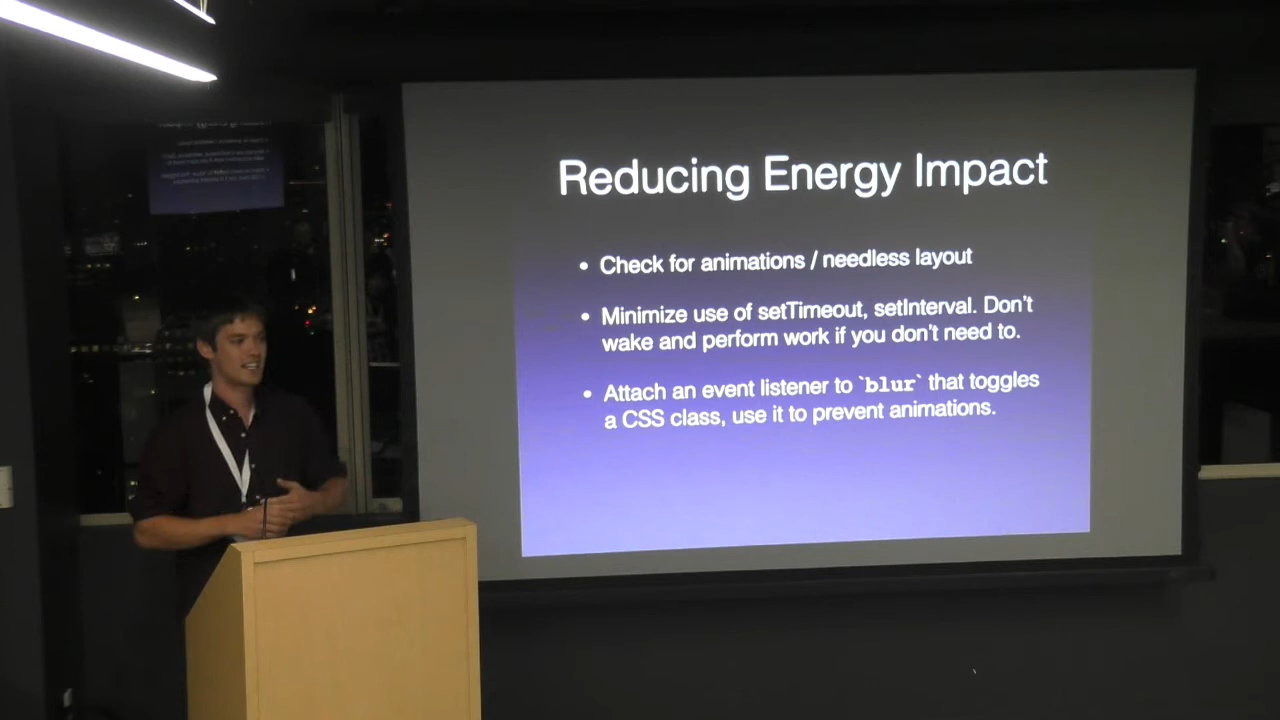 Reducing Energy Impact
• Check for animations / needless layout
• Minimize use of setTimeout, setInterval. Don't
wake and perform work if you don't need to.
• Attach an event listener to `blur` that toggles
a CSS class, use it to prevent animations.